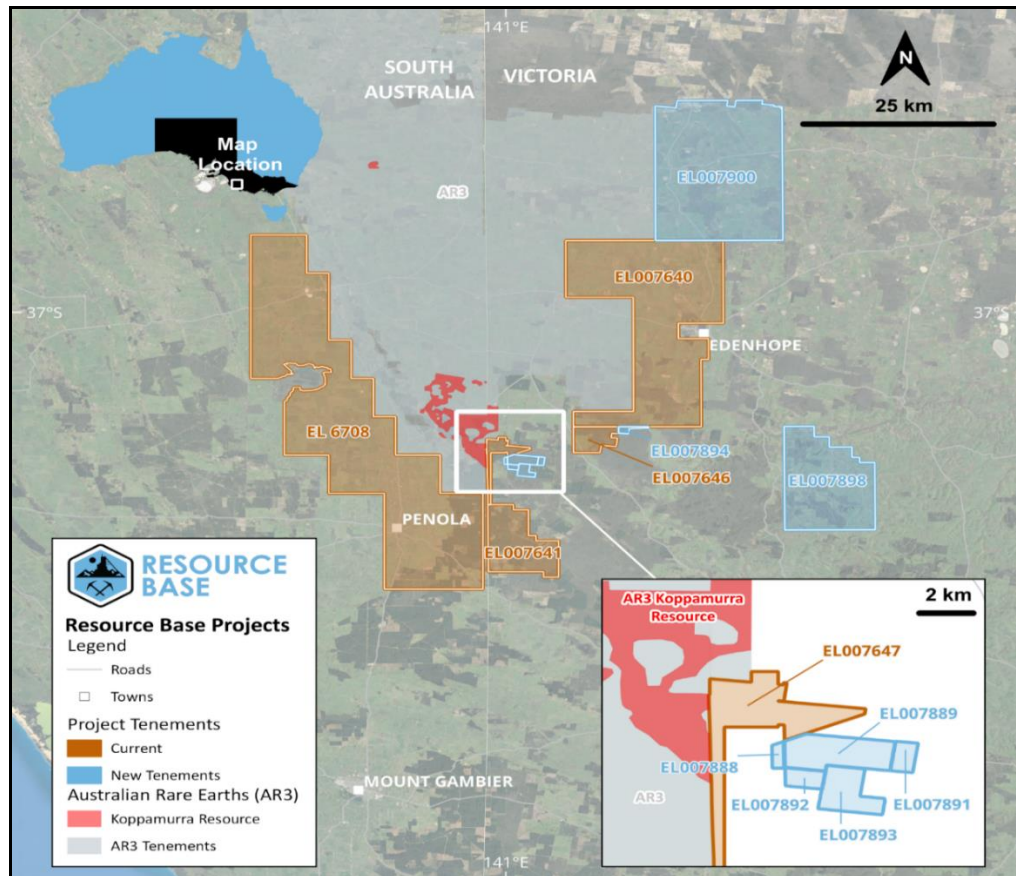 141°E
SOUTH
AUSTRALIA
VICTORIA
N
25 km
Map
Location
AR3
EL007900
EL007640
37°S
37°S
EDENHOPE
EL 6708
EL007894
EL007646
EL007898
PENOLA
EL007641
RESOURCE
BASE
Resource Base Projects
Legend
Roads
Towns
Project Tenements
Current
New Tenements
Australian Rare Earths (AR3)
Koppamurra Resource
AR3 Tenements
MOUNT GAMBIER
141°E
AR3 Koppamurra
Resource
2 km
EL007647
EL007889
EL007888
EL007892
EL007891
EL007893
AR3